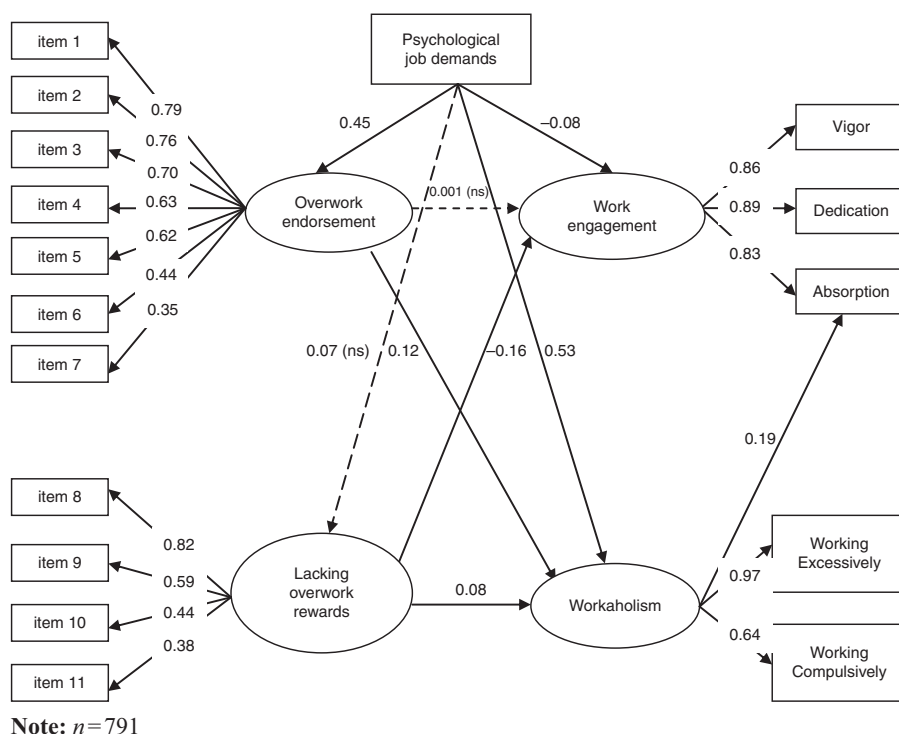 item 1
item 2
item 3
item 4
item 5
item 6
item 7
0.79
0.76
0.70
0.63
0.62
0.44
0.35
Psychological
job demands
0.45
–0.08
Overwork
endorsement
0.001 (ns)
Work
engagement
0.86
0.89
0.83
Vigor
Dedication
Absorption
0.07 (ns)
0.12
–0.16
0.53
0.19
item 8
item 9
item 10
item 11
0.82
0.59
0.44
0.38
Lacking
overwork
rewards
0.08
Workaholism
0.97
0.64
Working
Excessively
Working
Compulsively
Note: n=791